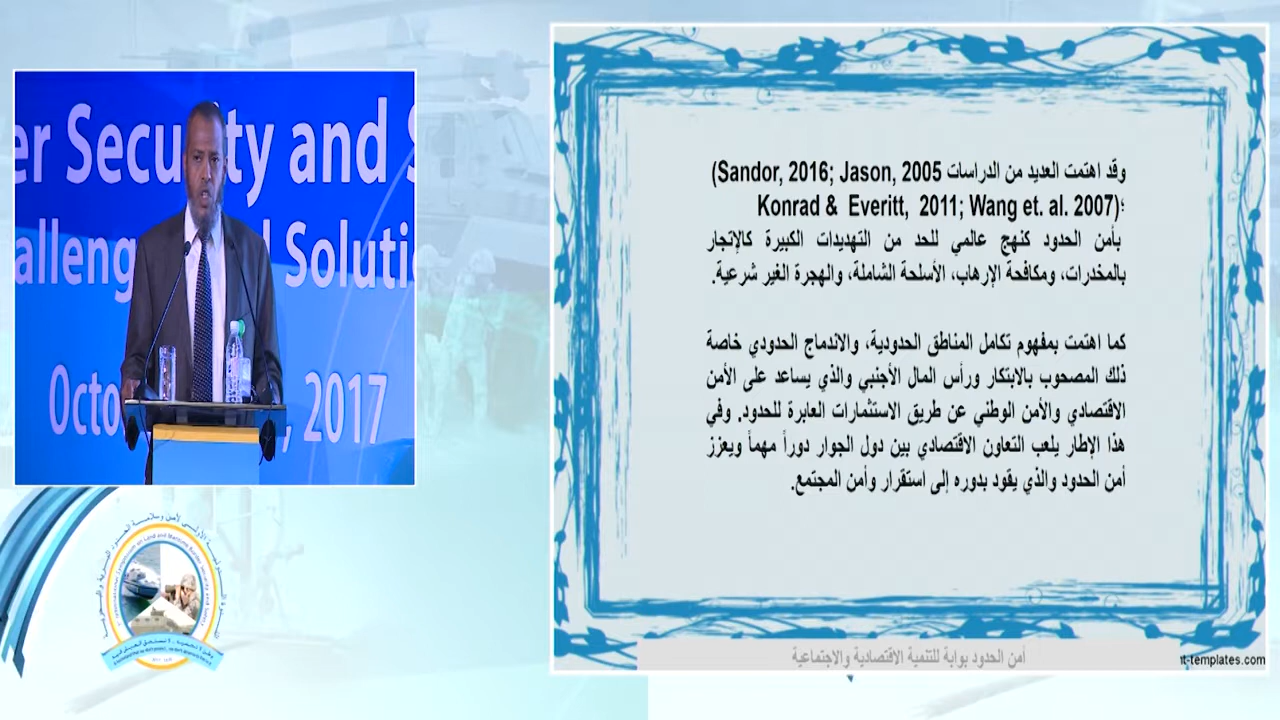 er Security and S
alleng
Soluti
Octo
, 2017
وقد اهتمت العديد من الدراسات (Sandor, 2016; Jason, 2005
Konrad & Everitt, 2011; Wang et. al. 2007)؛
بأمن الحدود كنهج عالمي للحد من التهديدات الكبيرة كالإتجار
بالمخدرات، ومكافحة الإرهاب، الأسلحة الشاملة، والهجرة الغير شرعية.
كما اهتمت بمفهوم تكامل المناطق الحدودية، والاندماج الحدودي خاصة
ذلك المصحوب بالابتكار ورأس المال الأجنبي والذي يساعد على الأمن
الاقتصادي والأمن الوطني عن طريق الاستثمارات العابرة للحدود. وفي
هذا الإطار يلعب التعاون الاقتصادي بين دول الجوار دوراً مهماً ويعزز
أمن الحدود والذي يقود بدوره إلى استقرار وأمن المجتمع.
أمن الحدود بوابة للتنمية الاقتصادية والاجتماعية
nt-templates.com